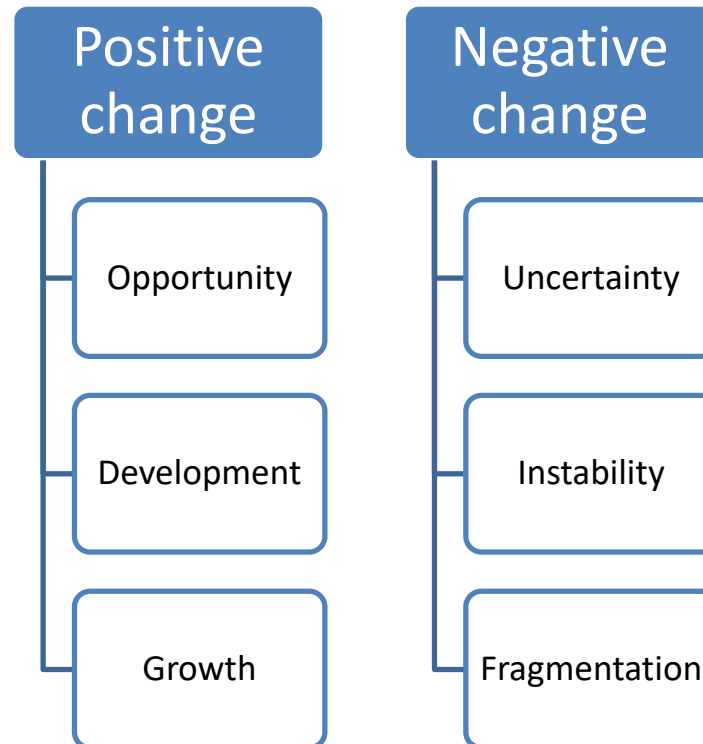 Positive
change
Opportunity
Development
Growth
Negative
change
Uncertainty
Instability
Fragmentation